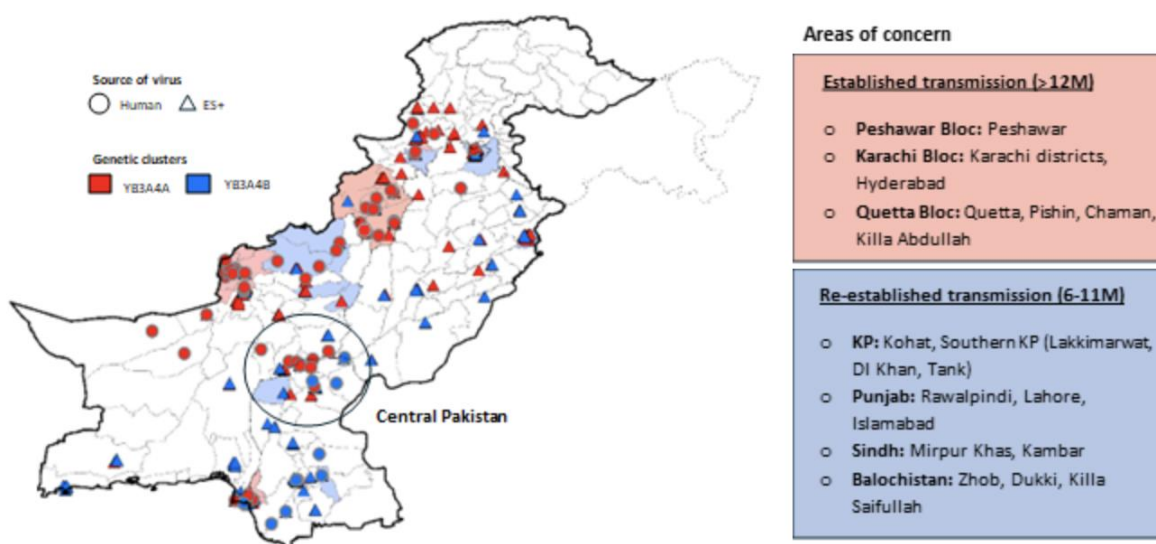 Source of virus
Human
ES+
Genetic clusters
YB3A4A
YB3A4B
Central Pakistan
Areas of concern
Established transmission (>12M)
o Peshawar Bloc: Peshawar
o Karachi Bloc: Karachi districts,
Hyderabad
o Quetta Bloc: Quetta, Pishin, Chaman,
Killa Abdullah
Re-established transmission (6-11M)
o KP: Kohat, Southern KP (Lakkimarwat,
DI Khan, Tank)
o Punjab: Rawalpindi, Lahore,
Islamabad
o Sindh: Mirpur Khas, Kambar
o Balochistan: Zhob, Dukki, Killa
Saifullah